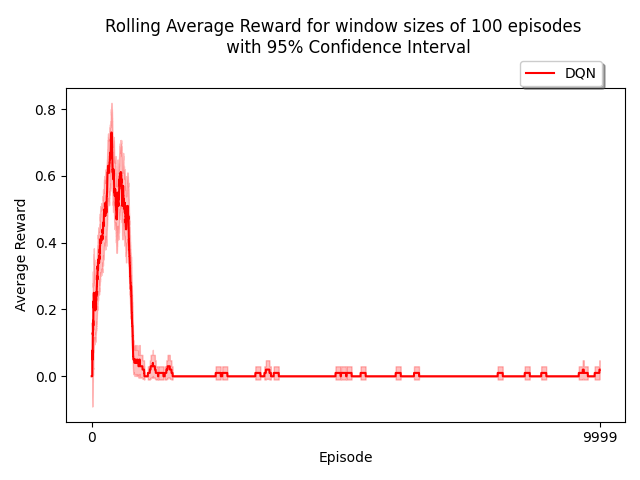 Rolling Average Reward for window sizes of 100 episodes
with 95% Confidence Interval
DQN
0.8
0.6
0.4
0.2
0.0
Average Reward
0
9999
Episode